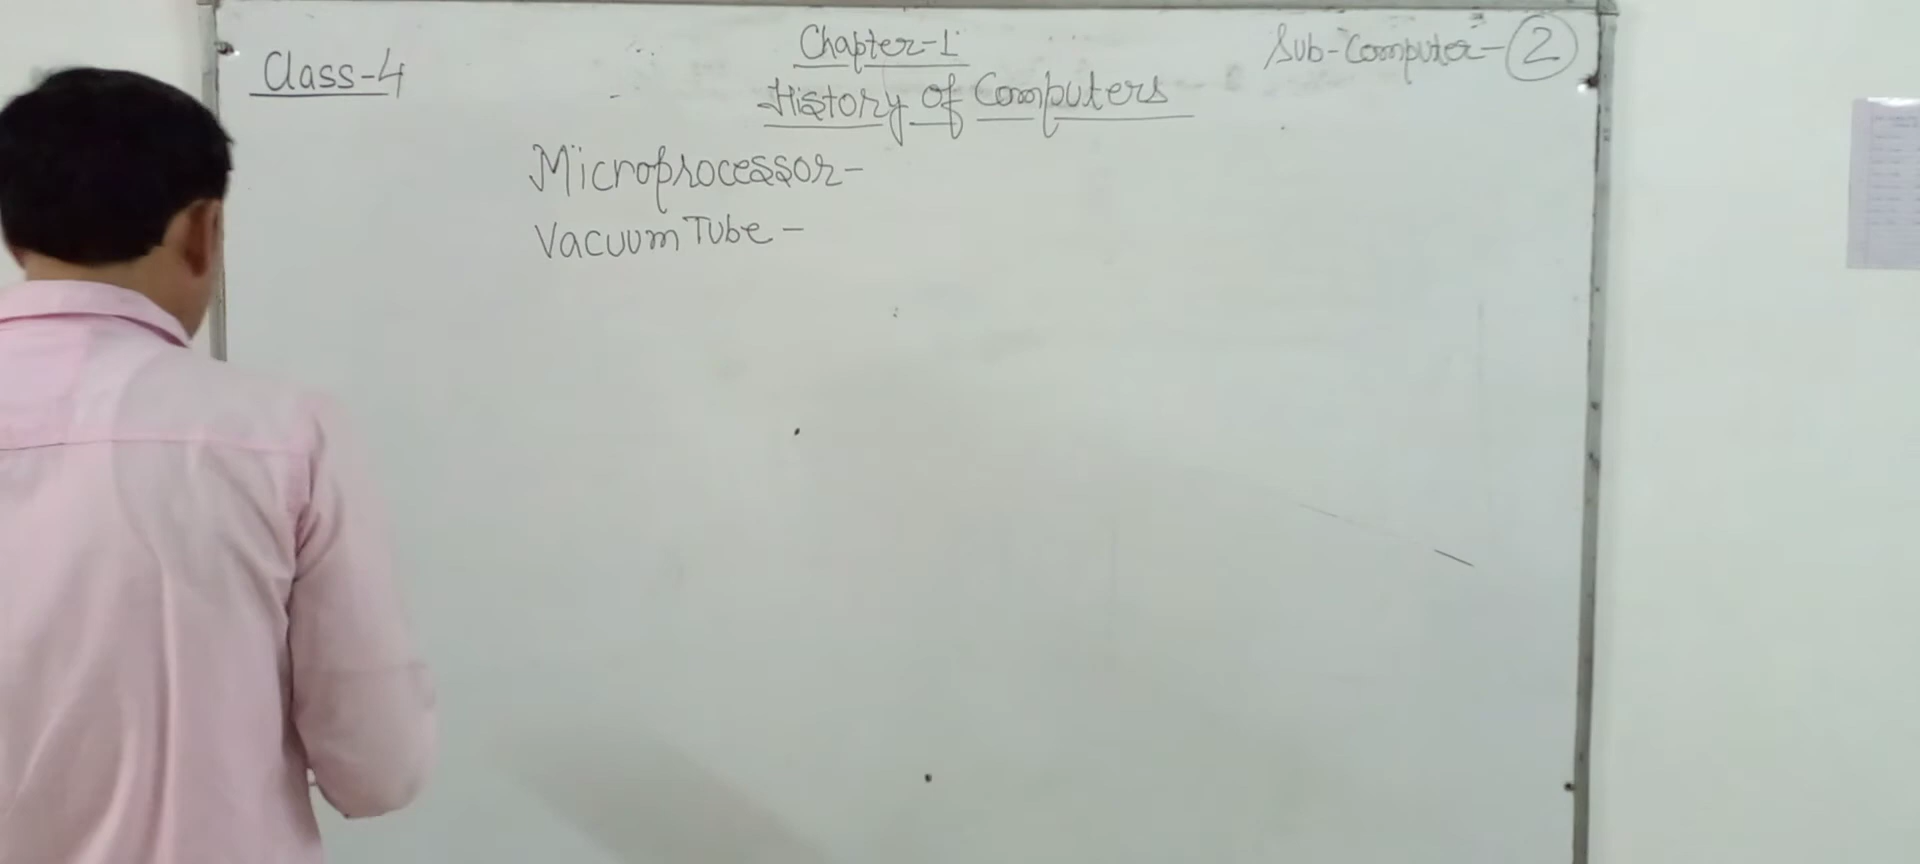 Class-4
Chapter-1
Sub-Computer-2
History of Computers
Microprocessor-
Vacuum Tube-